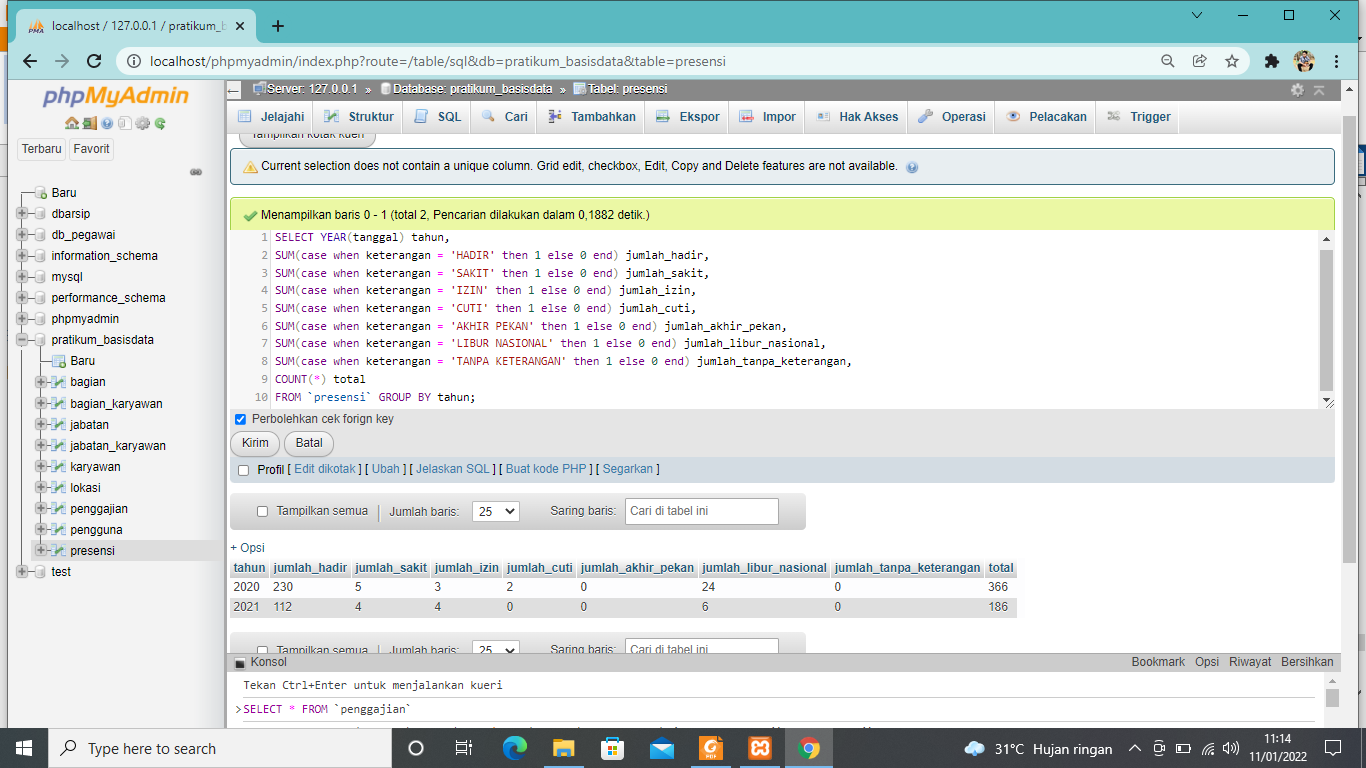 localhost / 127.0.0.1 / pratikum_b
localhost/phpmyadmin/index.php?route=/table/sql&db=pratikum_basisdata&table=presensi
phpMyAdmin
Terbaru Favorit
Baru
dbarsip
db_pegawai
information_schema
mysql
performance_schema
phpmyadmin
pratikum_basisdata
Baru
bagian
bagian_karyawan
jabatan
jabatan_karyawan
karyawan
lokasi
penggajian
pengguna
presensi
test
Server: 127.0.0.1 » Database: pratikum_basisdata » Tabel: presensi
Jelajahi Struktur SQL Cari Tambahkan Ekspor Impor Hak Akses Operasi Pelacakan Trigger
Tampilkan kotak kueri
Current selection does not contain a unique column. Grid edit, checkbox, Edit, Copy and Delete features are not available.
Menampilkan baris 0 - 1 (total 2, Pencarian dilakukan dalam 0,1882 detik.)
1 SELECT YEAR(tanggal) tahun,
2 SUM(case when keterangan = 'HADIR' then 1 else 0 end) jumlah_hadir,
3 SUM(case when keterangan = 'SAKIT' then 1 else 0 end) jumlah_sakit,
4 SUM(case when keterangan = 'IZIN' then 1 else 0 end) jumlah_izin,
5 SUM(case when keterangan = 'CUTI' then 1 else 0 end) jumlah_cuti,
6 SUM(case when keterangan = 'AKHIR PEKAN' then 1 else 0 end) jumlah_akhir_pekan,
7 SUM(case when keterangan = 'LIBUR NASIONAL' then 1 else 0 end) jumlah_libur_nasional,
8 SUM(case when keterangan = 'TANPA KETERANGAN' then 1 else 0 end) jumlah_tanpa_keterangan,
9 COUNT(*) total
10 FROM `presensi` GROUP BY tahun;
Perbolehkan cek forign key
Kirim Batal
Profil [ Edit dikotak ] [ Ubah ] [ Jelaskan SQL ] [ Buat kode PHP ] [ Segarkan ]
Tampilkan semua | Jumlah baris: 25 Saring baris: Cari di tabel ini
+ Opsi
tahun jumlah_hadir jumlah_sakit jumlah_izin jumlah_cuti jumlah_akhir_pekan jumlah_libur_nasional jumlah_tanpa_keterangan total
2020 230 5 3 2 0 24 0 366
2021 112 4 4 0 0 6 0 186
Tampilkan semua | Jumlah baris: 25 Saring baris: Cari di tabel ini
Konsol Bookmark Opsi Riwayat Bersihkan
Tekan Ctrl+Enter untuk menjalankan kueri
>SELECT * FROM `penggajian`
Type here to search
31°C Hujan ringan
11:14
11/01/2022